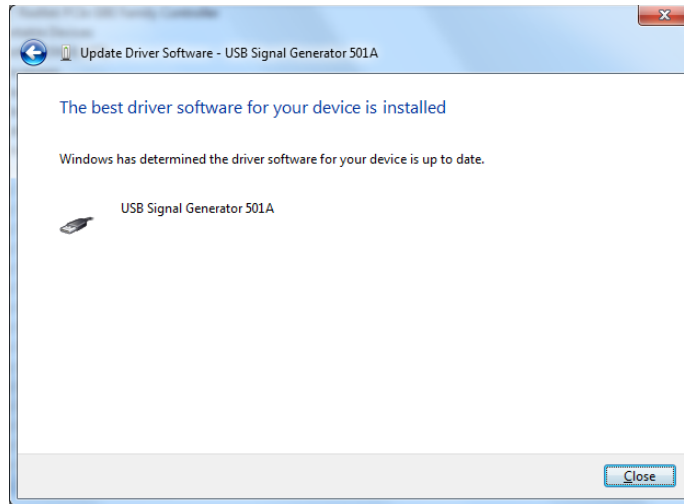 Update Driver Software - USB Signal Generator 501A
The best driver software for your device is installed
Windows has determined the driver software for your device is up to date.
USB Signal Generator 501A
Close